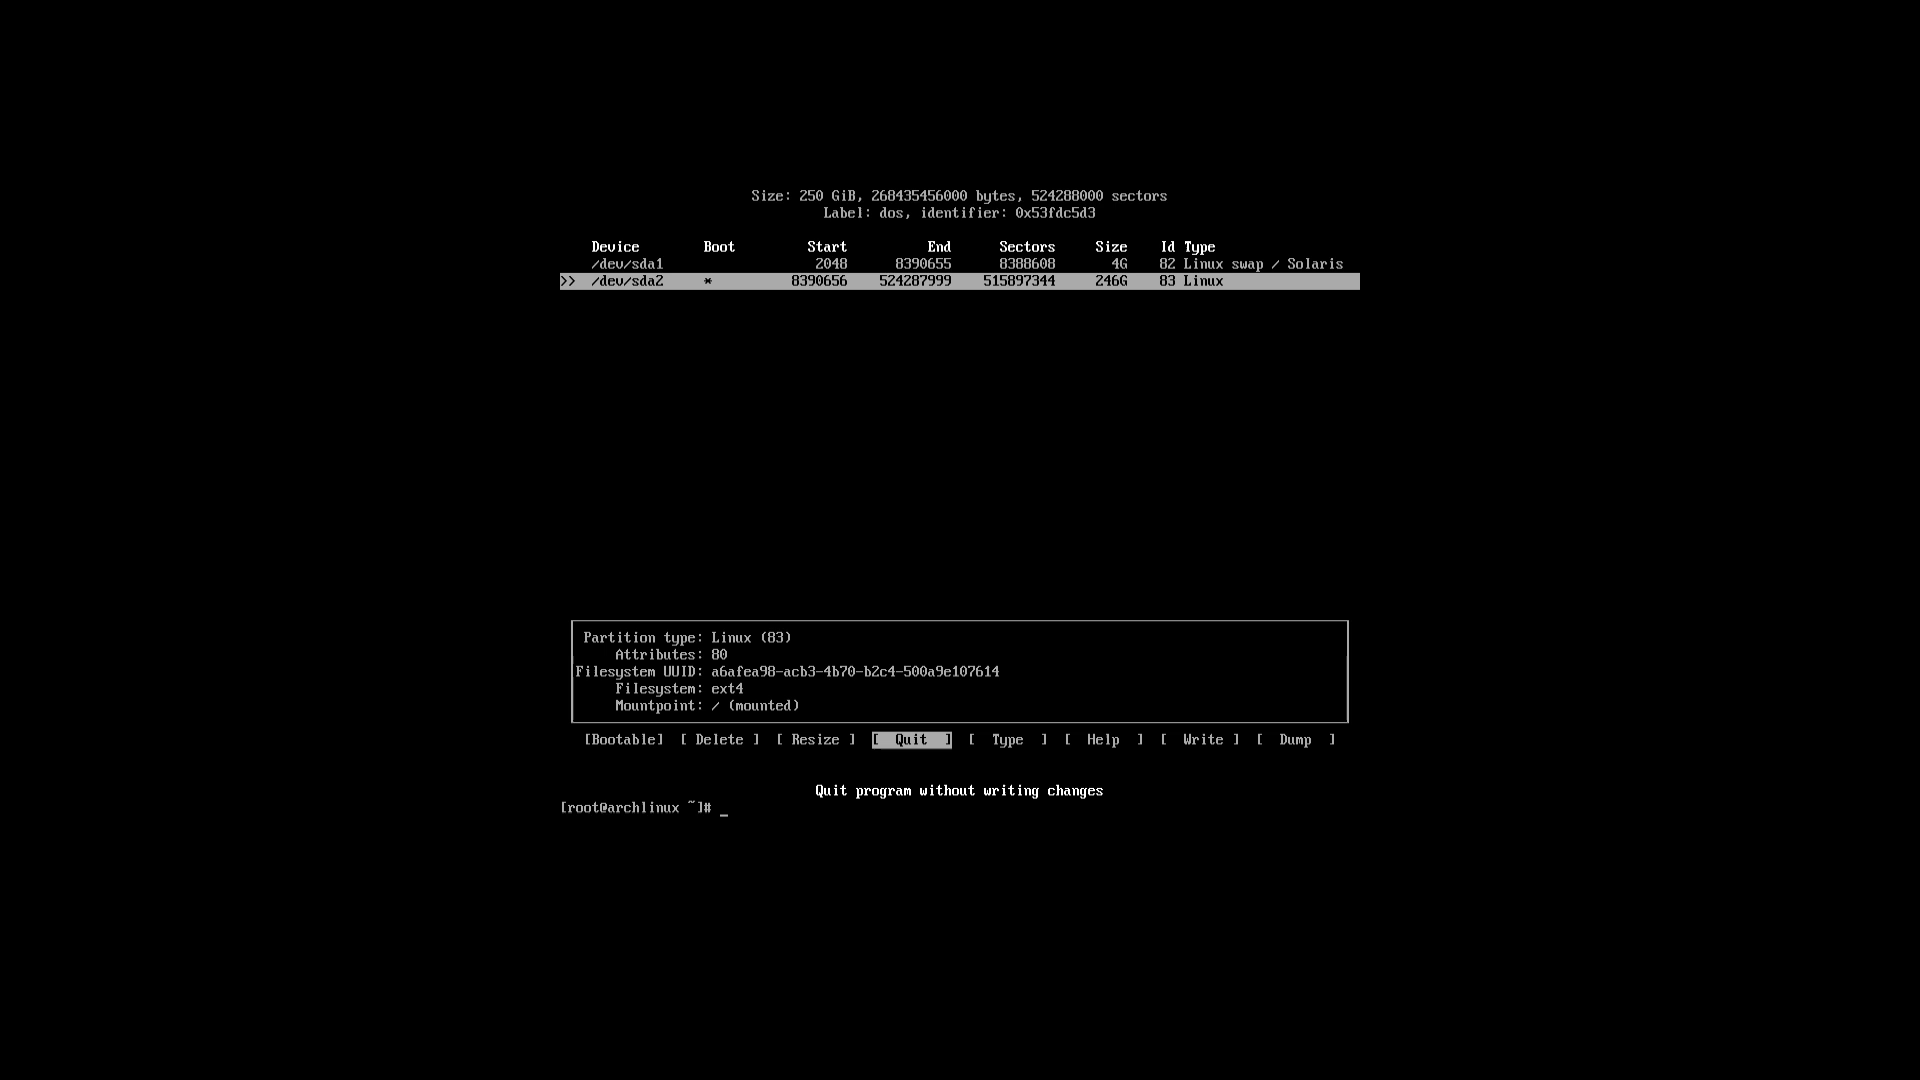 Size: 250 GiB, 268435456000 bytes, 524288000 sectors
Label: dos, identifier: 0x53fdc5d3
Device Boot Start End Sectors Size Id Type
/dev/sda1 2048 8390655 8388608 4G 82 Linux swap / Solaris
>> /dev/sda2 * 8390656 524287999 515897344 246G 83 Linux
Partition type: Linux (83)
Attributes: 80
Filesystem UUID: a6afea98-acb3-4b70-b2c4-500a9e107614
Filesystem: ext4
Mountpoint: / (mounted)
[Bootable] [ Delete ] [ Resize ] [ Quit ] [ Type ] [ Help ] [ Write ] [ Dump ]
Quit program without writing changes
[root@archlinux ~]# _